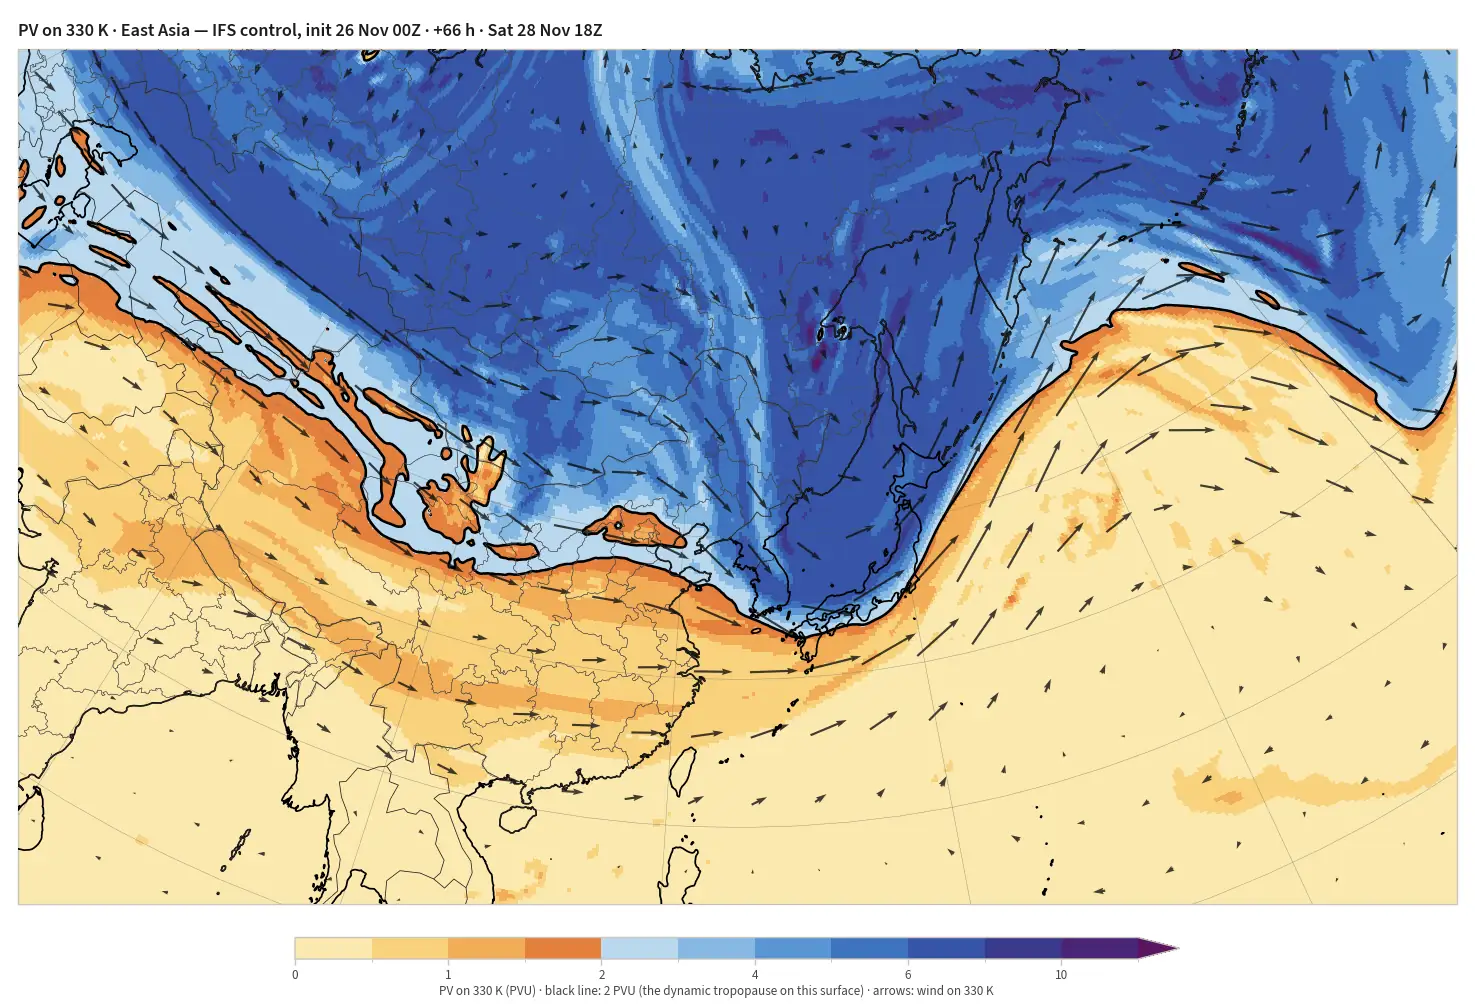 PV on 330 K · East Asia — IFS control, init 26 Nov 00Z · +66 h · Sat 28 Nov 18Z
0 1 2 4 6 10
PV on 330 K (PVU) · black line: 2 PVU (the dynamic tropopause on this surface) · arrows: wind on 330 K